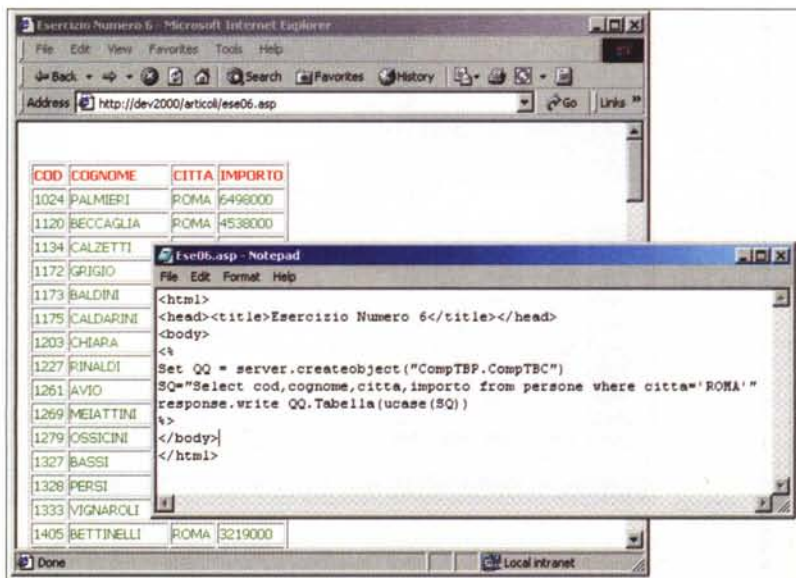 Esercizio Numero 6 - Microsoft Internet Explorer
File Edit View Favorites Tools Help
Back Search Favorites History
Address http://dev2000/articoli/ese06.asp Go Links »
COD COGNOME CITTA IMPORTO
1024 PALMIERI ROMA 6498000
1120 BECCAGLIA ROMA 4538000
1134 CALZETTI
1172 GRIGIO
1173 BALDINI
1175 CALDARINI
1203 CHIARA
1227 RINALDI
1261 AVIO
1269 MEIATTINI
1279 OSSICINI
1327 BASSI
1328 PERSI
1333 VIGNAROLI
1405 BETTINELLI ROMA 3219000
Done Local intranet
Ese06.asp - Notepad
File Edit Format Help
<html>
<head><title>Esercizio Numero 6</title></head>
<body>
<%
Set QQ = server.createobject("CompTBP.CompTBC")
SQ="Select cod,cognome,citta,importo from persone where citta='ROMA'"
response.write QQ.Tabella(ucase(SQ))
%>
</body>
</html>